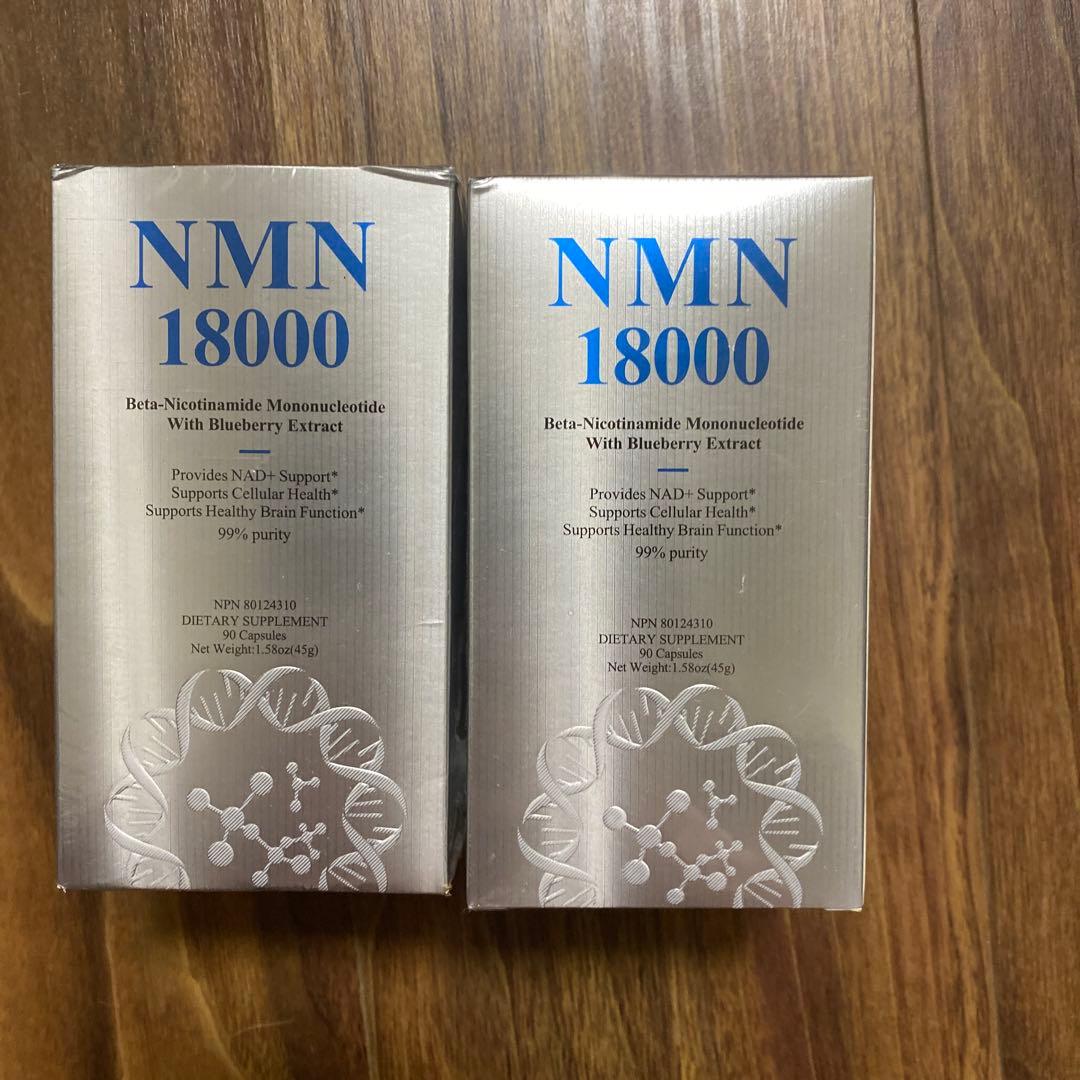 NMN
18000
Beta-Nicotinamide Mononucleotide
With Blueberry Extract
Provides NAD+ Support*
Supports Cellular Health*
Supports Healthy Brain Function*
99% purity
NPN 80124310
DIETARY SUPPLEMENT
90 Capsules
Net Weight:1.58oz(45g)
NMN
18000
Beta-Nicotinamide Mononucleotide
With Blueberry Extract
Provides NAD+ Support*
Supports Cellular Health*
Supports Healthy Brain Function*
99% purity
NPN 80124310
DIETARY SUPPLEMENT
90 Capsules
Net Weight:1.58oz(45g)